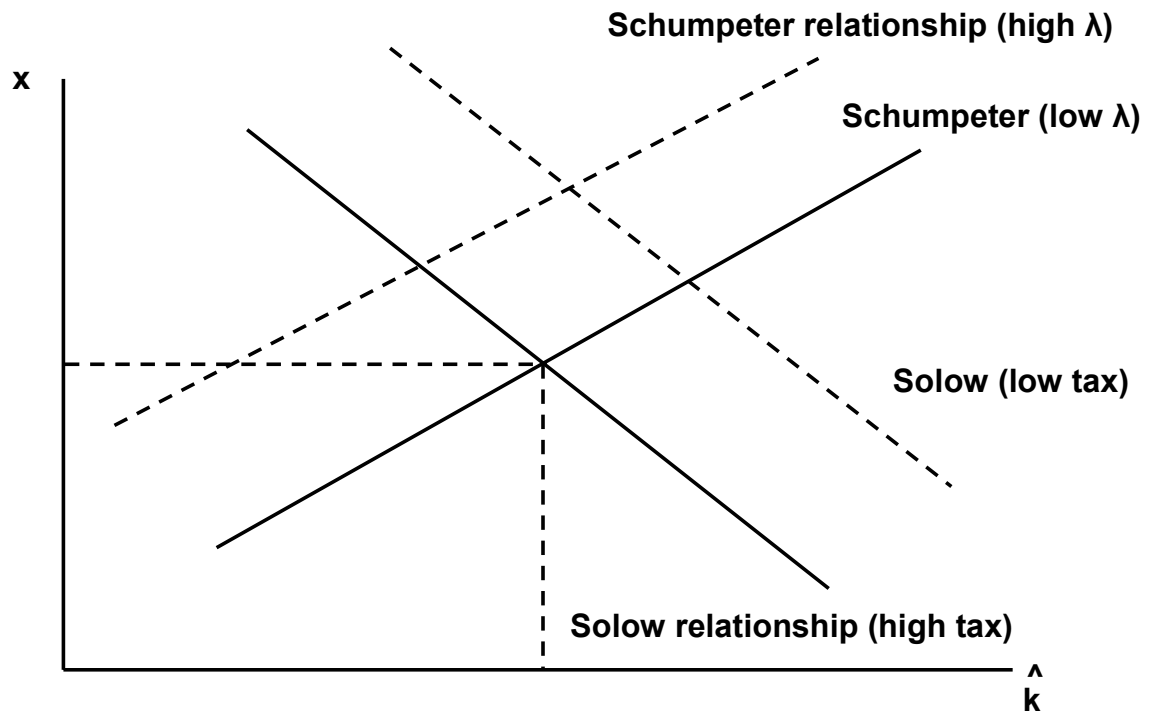 Schumpeter relationship (high λ)
x
Schumpeter (low λ)
Solow (low tax)
Solow relationship (high tax)
k̂